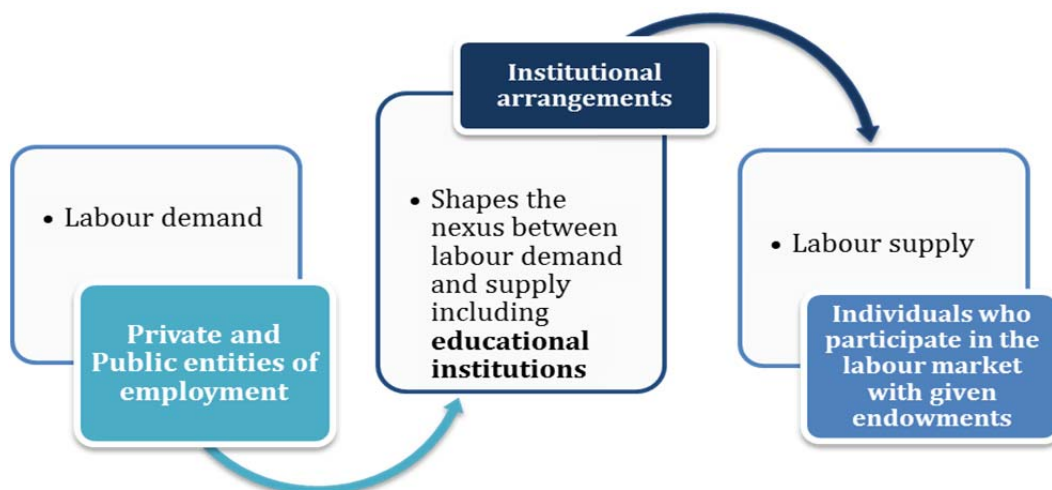 • Labour demand
Private and
Public entities of
employment
Institutional
arrangements
• Shapes the
nexus between
labour demand
and supply
including
educational
institutions
• Labour supply
Individuals who
participate in the
labour market
with given
endowments